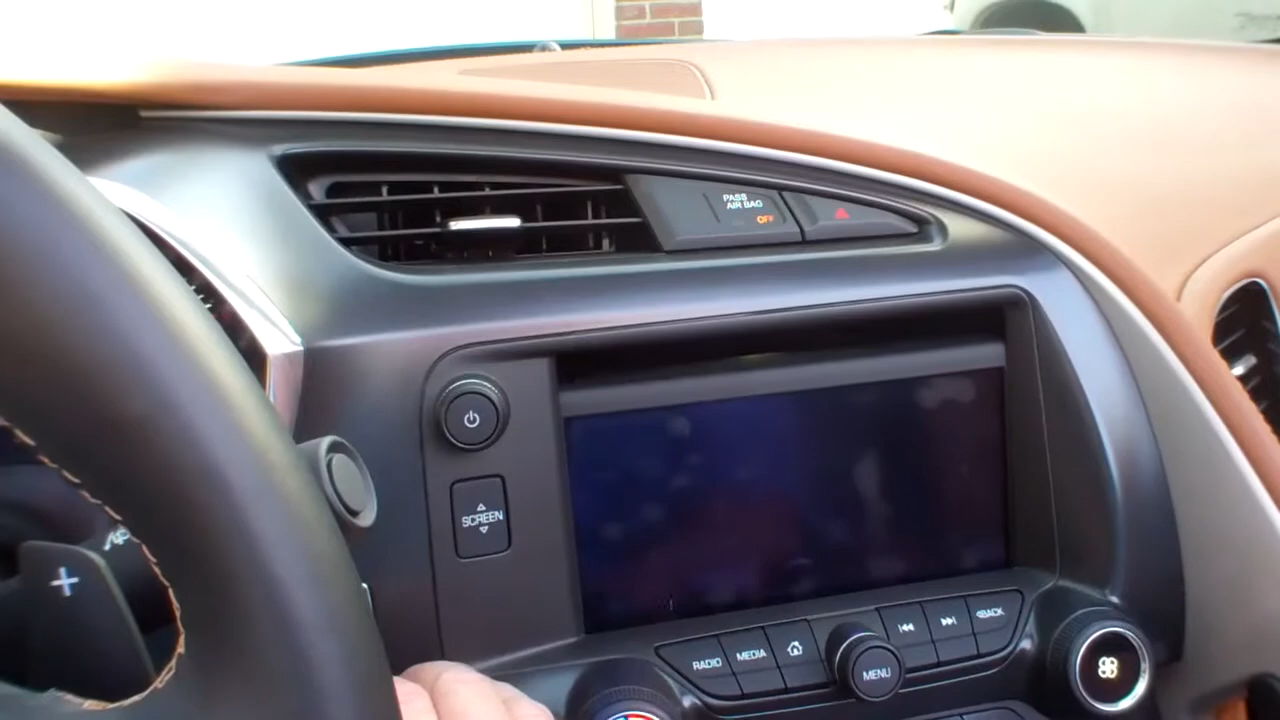 PASS
AIR BAG
OFF
SCREEN
RADIO
MEDIA
MENU
BACK
+